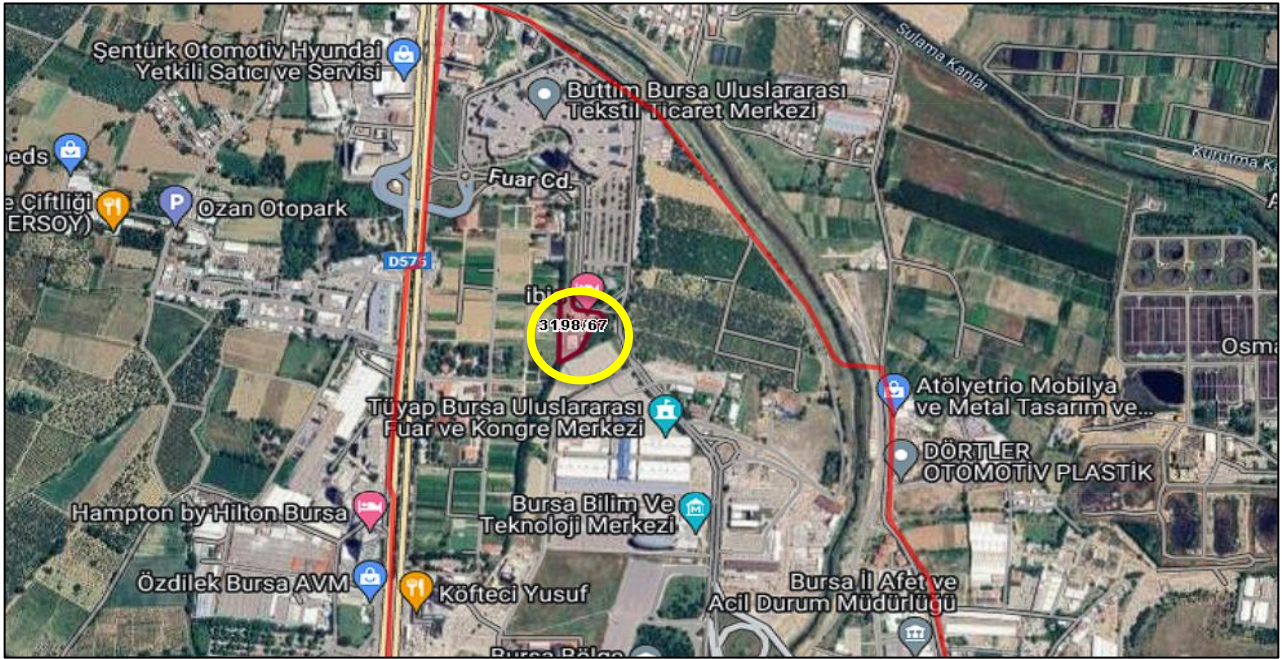 Şentürk Otomotiv Hyundai
Yetkili Satıcı ve Servisi
Buttim Bursa Uluslararası
Tekstil Ticaret Merkezi
Sulama Kanalı
Kurutma Ka
eds
e Çiftliği
ERSOY)
Ozan Otopark
Fuar Cd.
D575
ibi
3198/67
Osma
Atölyetrio Mobilya
ve Metal Tasarım ve...
Tüyap Bursa Uluslararası
Fuar ve Kongre Merkezi
DÖRTLER
OTOMOTİV PLASTİK
Hampton by Hilton Bursa
Bursa Bilim Ve
Teknoloji Merkezi
Özdilek Bursa AVM
Köfteci Yusuf
Bursa İl Afet ve
Acil Durum Müdürlüğü
Bursa Bölge